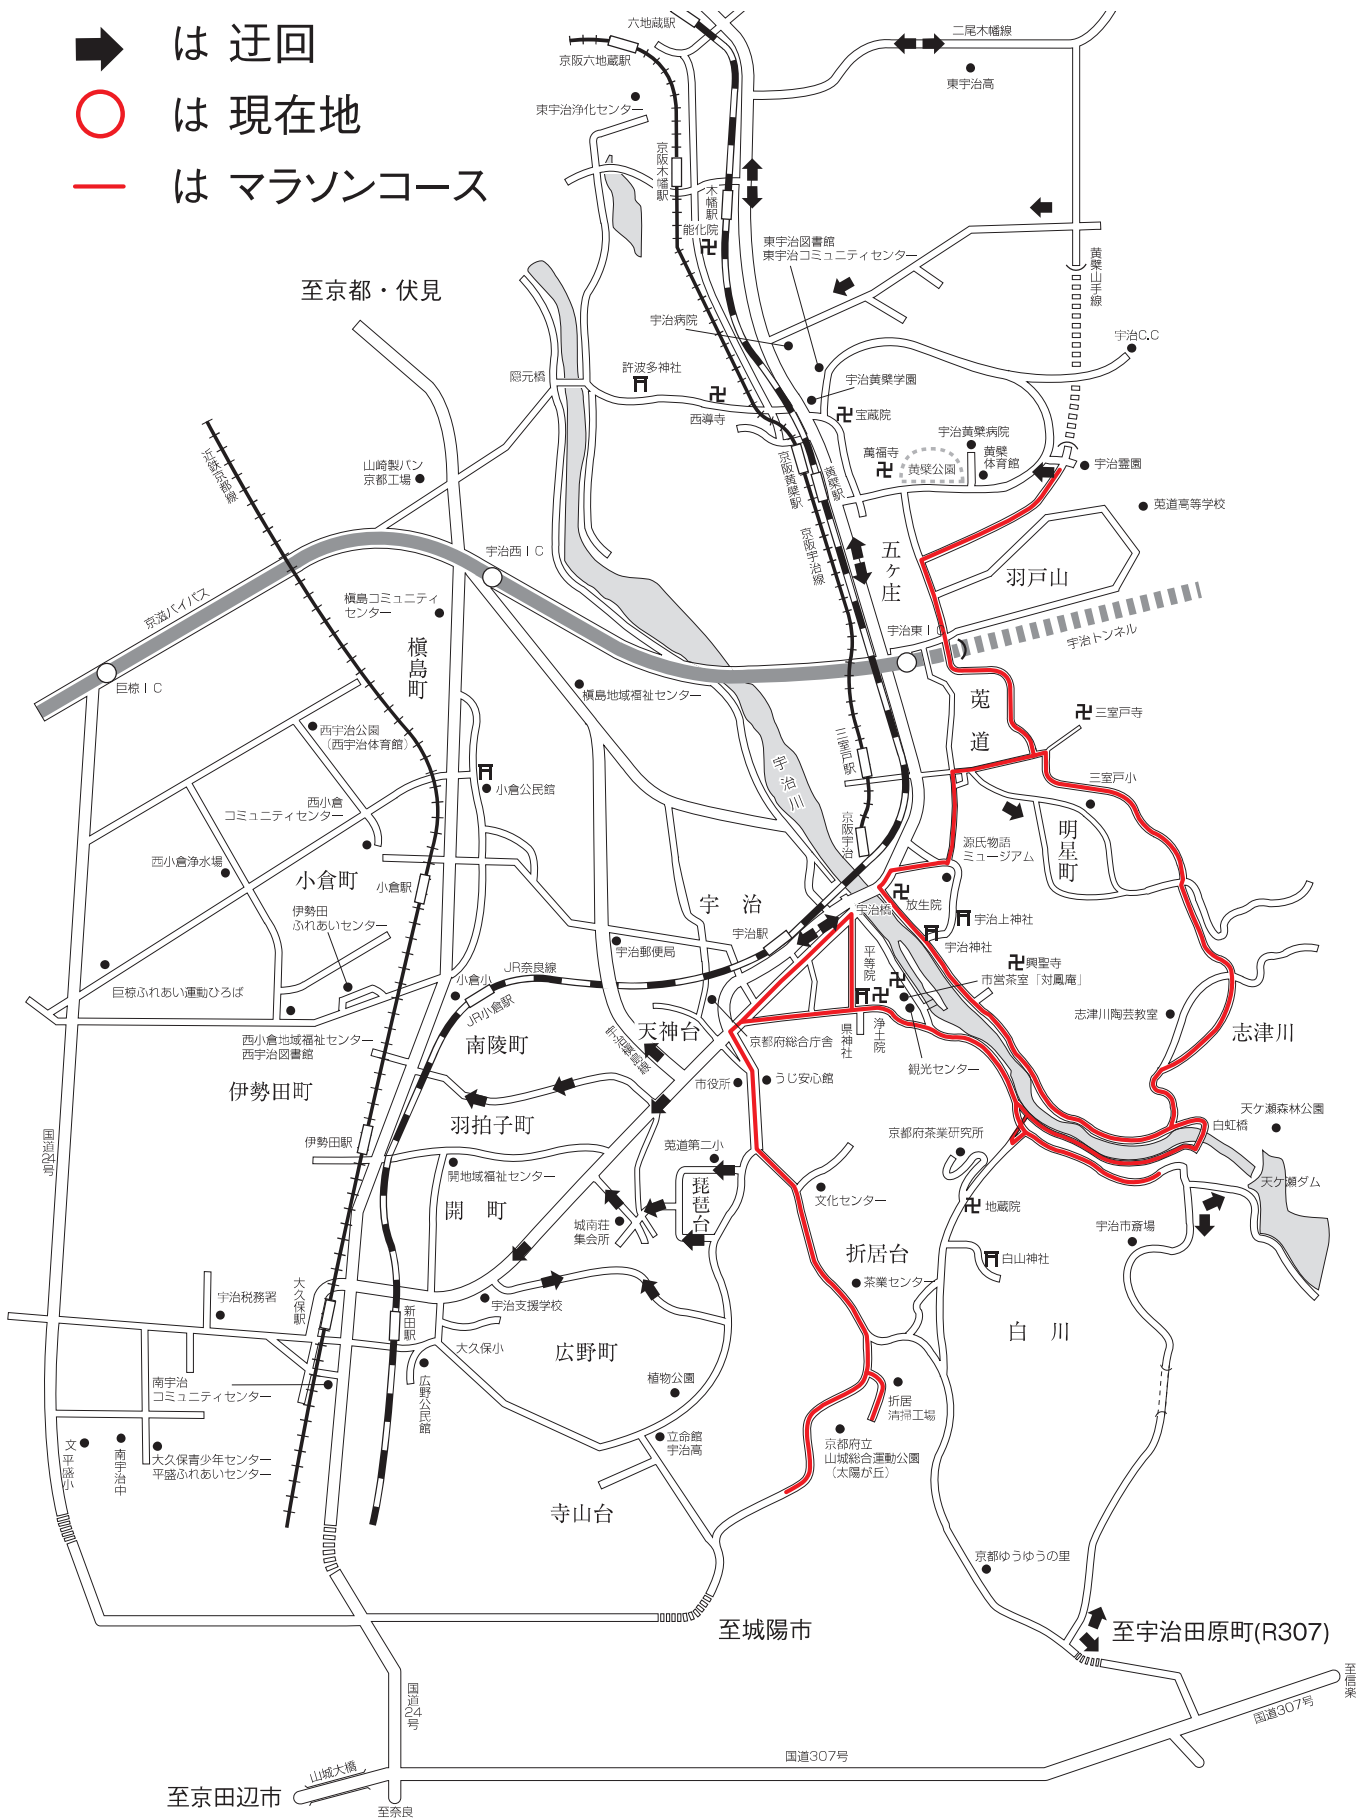 は 迂回
は 現在地
は マラソンコース
六地蔵駅
京阪六地蔵駅
二尾木幡線
東宇治高
東宇治浄化センター
京阪木幡駅
木幡駅
能化院
東宇治図書館
東宇治コミュニティセンター
黄檗山手線
至京都・伏見
宇治病院
宇治C.C
許波多神社
隠元橋
宇治黄檗学園
西導寺
宝蔵院
近鉄京都線
山崎製パン
京都工場
京阪黄檗駅
黄檗駅
萬福寺
黄檗公園
宇治黄檗病院
黄檗
体育館
宇治霊園
莵道高等学校
宇治西IC
京阪宇治線
五ヶ庄
羽戸山
京滋バイパス
槇島コミュニティ
センター
槇島町
宇治東IC
宇治トンネル
巨椋IC
槇島地域福祉センター
莵道
三室戸寺
西宇治公園
(西宇治体育館)
三室戸駅
宇治川
三室戸小
小倉公民館
西小倉
コミュニティセンター
京阪宇治
源氏物語
ミュージアム
明星町
西小倉浄水場
小倉町
小倉駅
伊勢田
ふれあいセンター
宇治
宇治駅
宇治橋
放生院
宇治上神社
宇治神社
宇治郵便局
平等院
興聖寺
市営茶室「対鳳庵」
JR奈良線
小倉小
巨椋ふれあい運動ひろば
JR小倉駅
西小倉地域福祉センター
西宇治図書館
南陵町
天神台
宇治槇島線
京都府総合庁舎
県神社
浄土院
観光センター
志津川陶芸教室
志津川
伊勢田町
市役所
うじ安心館
羽拍子町
国道24号
伊勢田駅
莵道第二小
京都府茶業研究所
天ケ瀬森林公園
白虹橋
開地域福祉センター
琵琶台
天ケ瀬ダム
開町
城南荘
集会所
文化センター
地蔵院
宇治市斎場
折居台
白山神社
大久保駅
宇治税務署
宇治支援学校
茶業センター
新田駅
大久保小
広野町
白川
南宇治
コミュニティセンター
植物公園
広野公民館
折居
清掃工場
文
平盛小
南宇治中
大久保青少年センター
平盛ふれあいセンター
立命館
宇治高
京都府立
山城総合運動公園
(太陽が丘)
寺山台
京都ゆうゆうの里
至城陽市
至宇治田原町(R307)
至信楽
国道24号
国道307号
国道307号
山城大橋
至京田辺市
至奈良